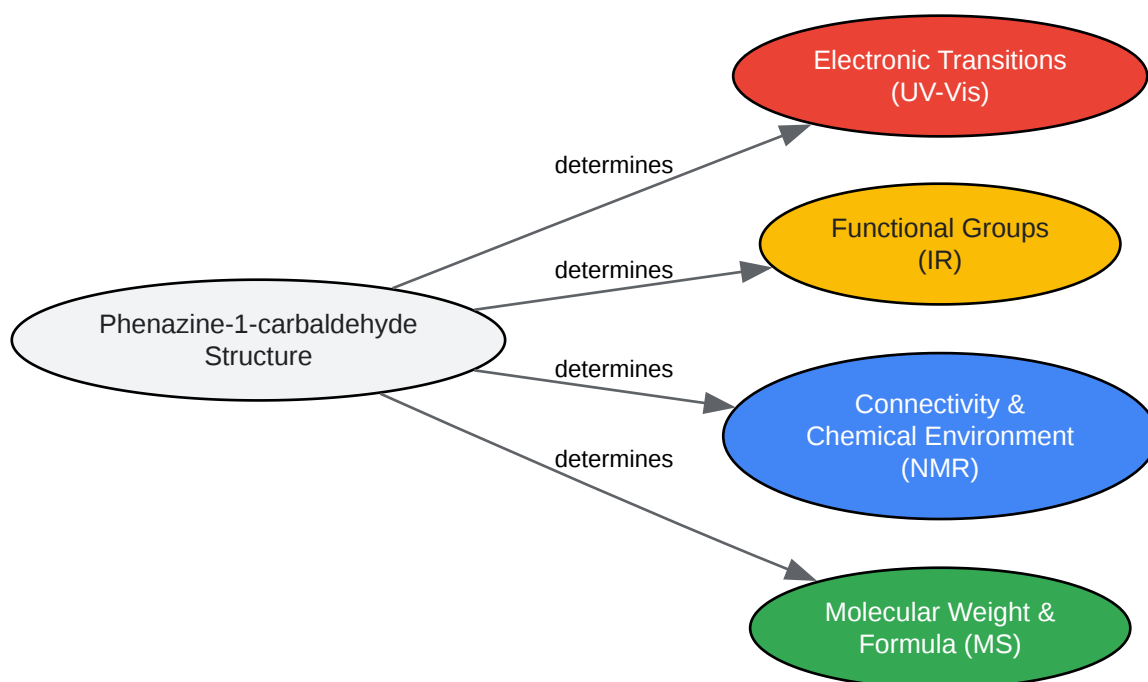 Electronic Transitions
(UV-Vis)
determines
Functional Groups
(IR)
determines
Phenazine-1-carbaldehyde
Structure
determines
Connectivity &
Chemical Environment
(NMR)
determines
Molecular Weight &
Formula (MS)